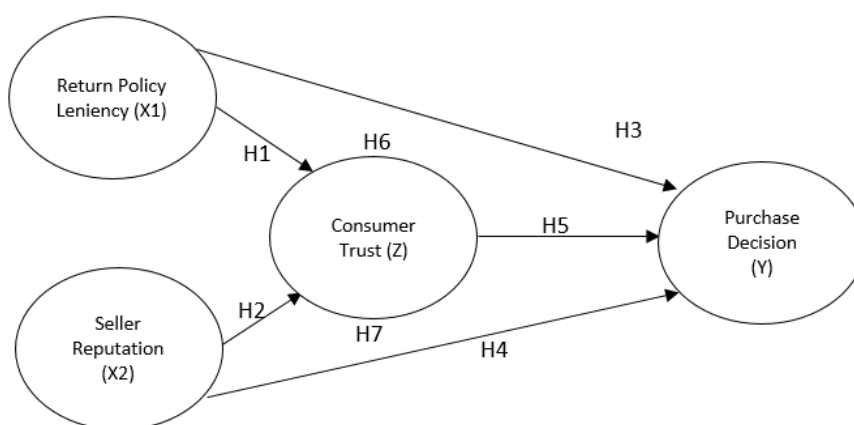 Return Policy
Leniency (X1)
H3
H1
H6
Consumer
Trust (Z)
H5
Purchase
Decision
(Y)
H2
Seller
Reputation
(X2)
H7
H4